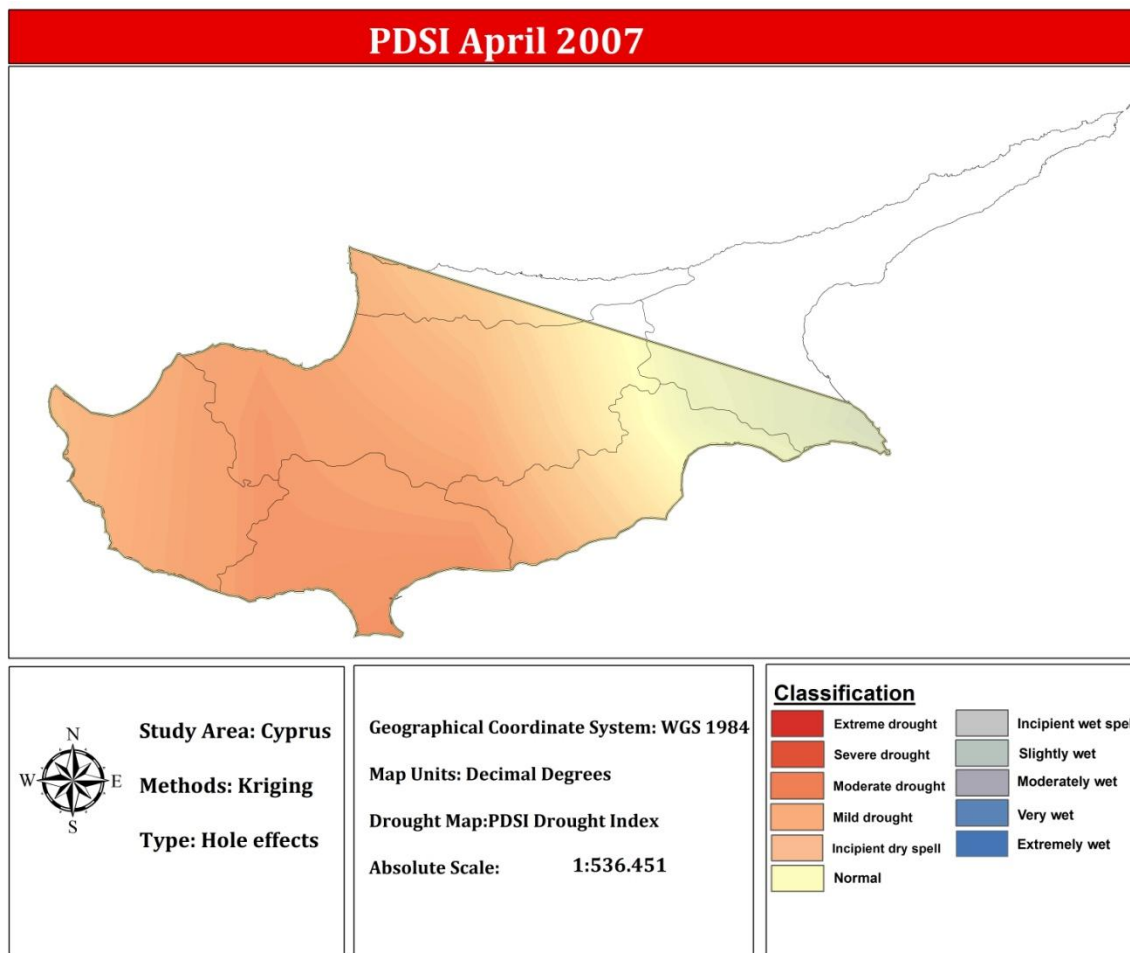 PDSI April 2007
N
W E
S
Study Area: Cyprus
Methods: Kriging
Type: Hole effects
Geographical Coordinate System: WGS 1984
Map Units: Decimal Degrees
Drought Map:PDSI Drought Index
Absolute Scale: 1:536.451
Classification
Extreme drought
Severe drought
Moderate drought
Mild drought
Incipient dry spell
Normal
Incipient wet spel
Slightly wet
Moderately wet
Very wet
Extremely wet